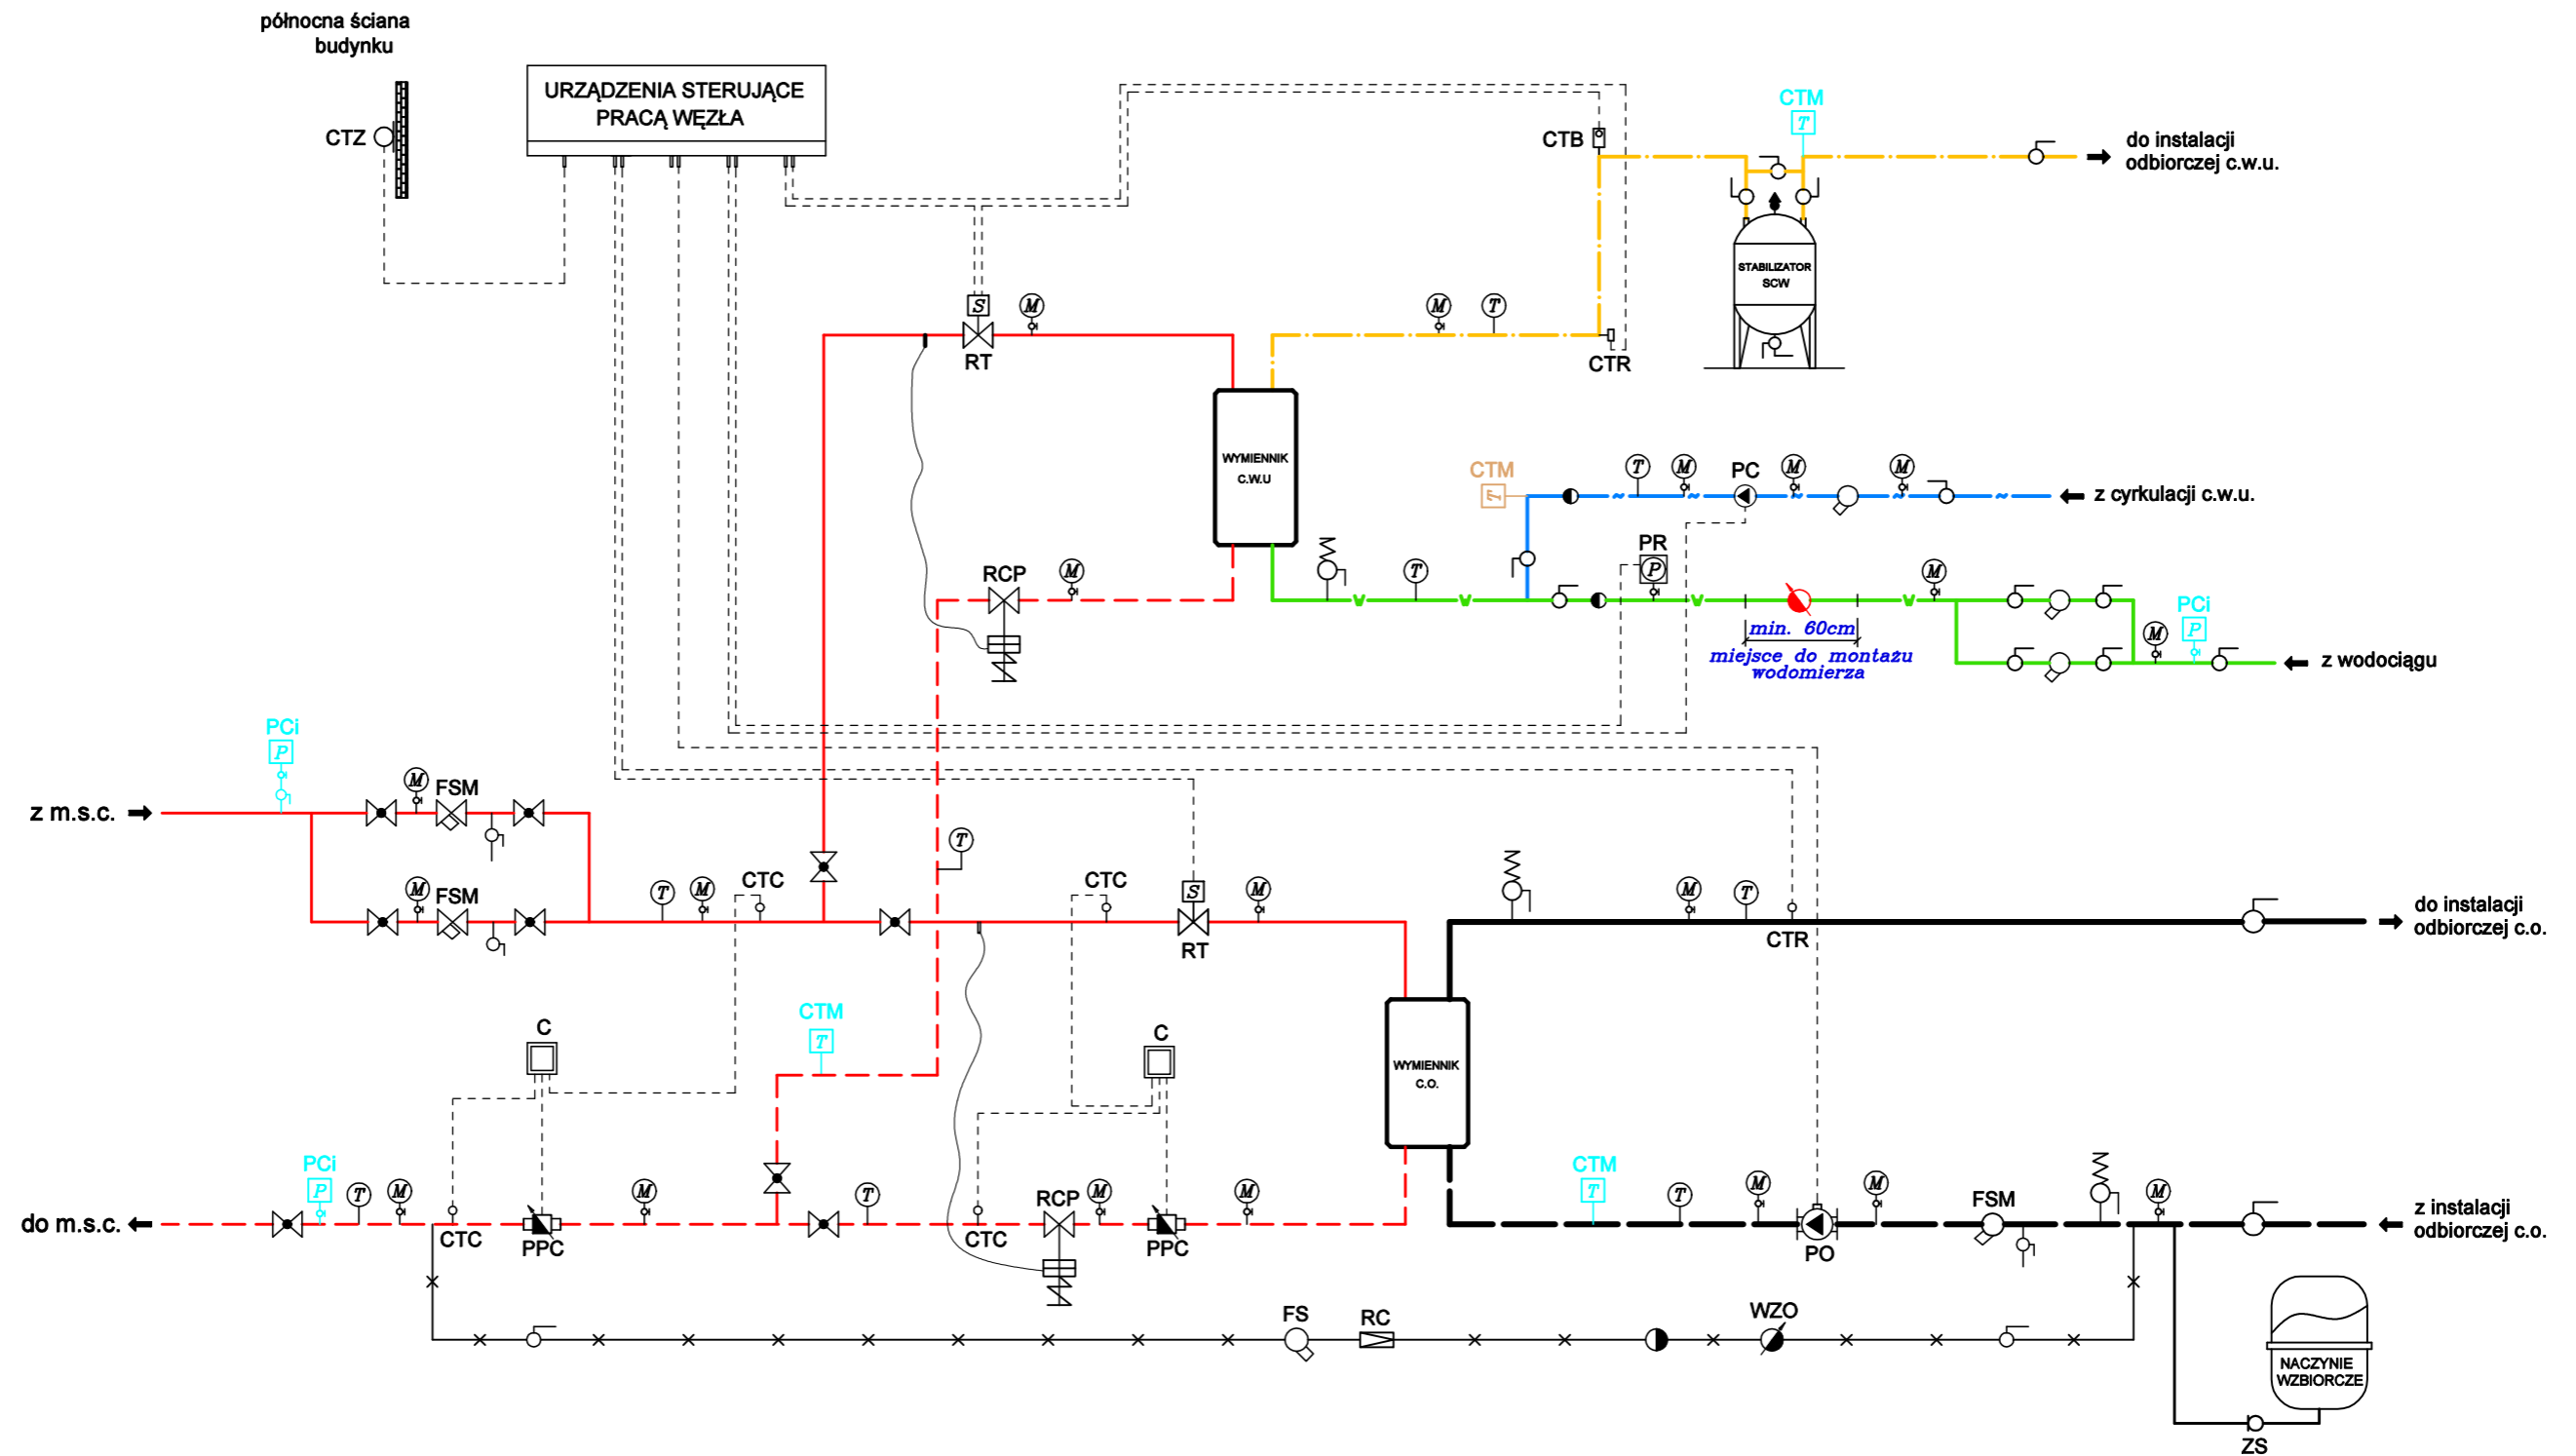 północna ściana
budynku
URZĄDZENIA STERUJĄCE
PRACĄ WĘZŁA
CTM
T
CTZ
CTB
do instalacji
odbiorczej c.w.u.
STABILIZATOR
SCW
S
M
M
T
RT
CTR
WYMIENNIK
C.W.U
CTM
T
T
M
PC
M
M
z cyrkulacji c.w.u.
RCP
M
T
PR
P
M
PCi
P
min. 60cm
M
miejsce do montażu
wodomierza
z wodociągu
PCi
P
M
FSM
z m.s.c.
T
M
FSM
T
M
CTC
CTC
S
M
RT
M
T
CTR
do instalacji
odbiorczej c.o.
CTM
T
C
C
WYMIENNIK
C.O.
PCi
P
T
M
M
T
RCP
M
M
CTM
T
T
M
M
FSM
M
do m.s.c.
CTC
PPC
CTC
PPC
PO
z instalacji
odbiorczej c.o.
FS
RC
WZO
NACZYNIE
WZBIORCZE
ZS